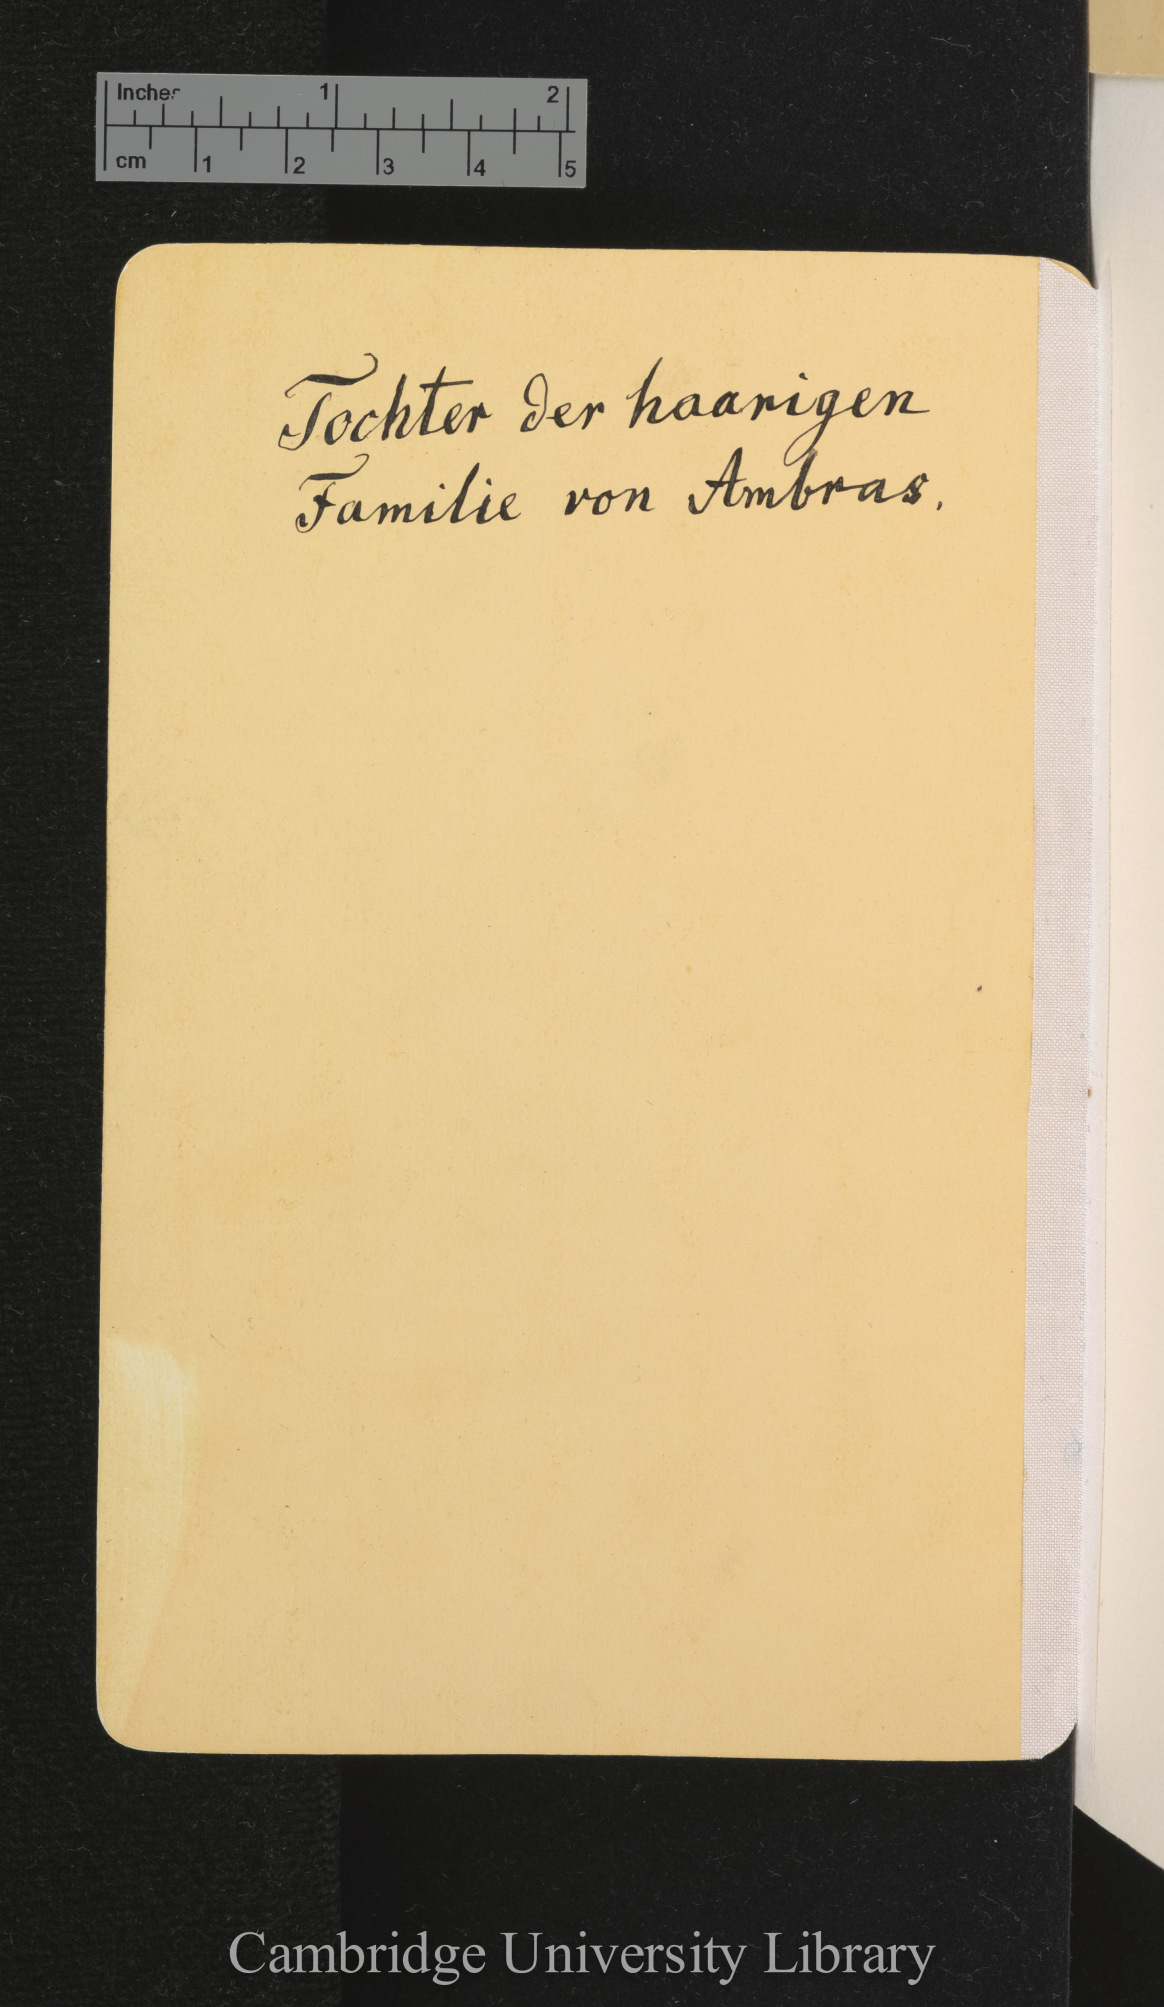 Inches 1 2
cm 1 2 3 4 5
Tochter der haarigen
Familie von Ambras.
Cambridge University Library